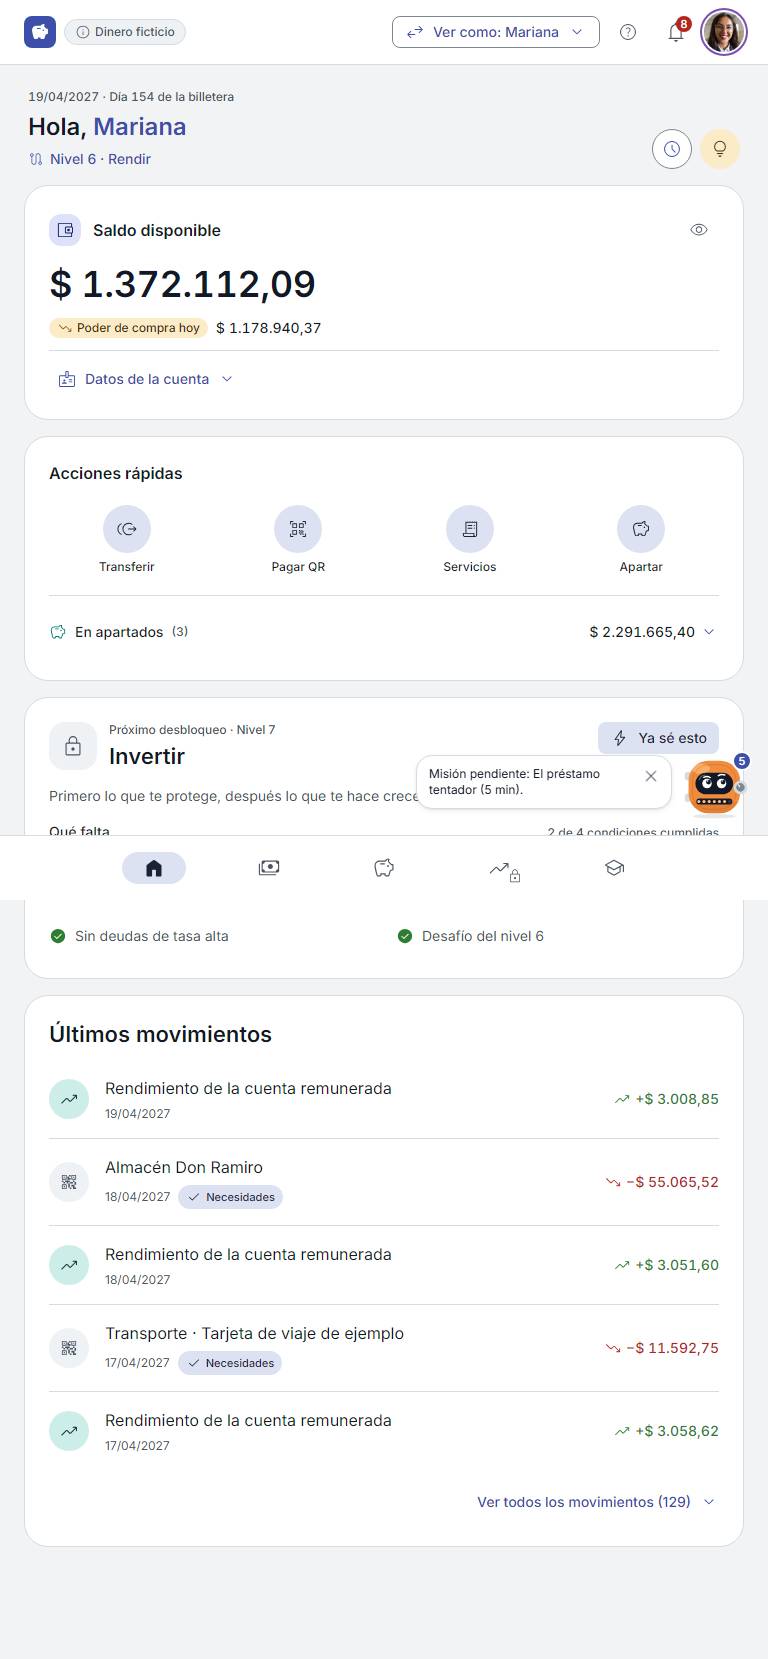 Dinero ficticio
Ver como: Mariana
8
19/04/2027 · Día 154 de la billetera
Hola, Mariana
Nivel 6 · Rendir
Saldo disponible
$ 1.372.112,09
Poder de compra hoy $ 1.178.940,37
Datos de la cuenta
Acciones rápidas
Transferir
Pagar QR
Servicios
Apartar
En apartados (3)
$ 2.291.665,40
Próximo desbloqueo · Nivel 7
Invertir
Ya sé esto
Misión pendiente: El préstamo
tentador (5 min).
5
Primero lo que te protege, después lo que te hace crece
Qué falta
2 de 4 condiciones cumplidas
Sin deudas de tasa alta
Desafío del nivel 6
Últimos movimientos
Rendimiento de la cuenta remunerada
19/04/2027
+$ 3.008,85
Almacén Don Ramiro
18/04/2027 Necesidades
−$ 55.065,52
Rendimiento de la cuenta remunerada
18/04/2027
+$ 3.051,60
Transporte · Tarjeta de viaje de ejemplo
17/04/2027 Necesidades
−$ 11.592,75
Rendimiento de la cuenta remunerada
17/04/2027
+$ 3.058,62
Ver todos los movimientos (129)